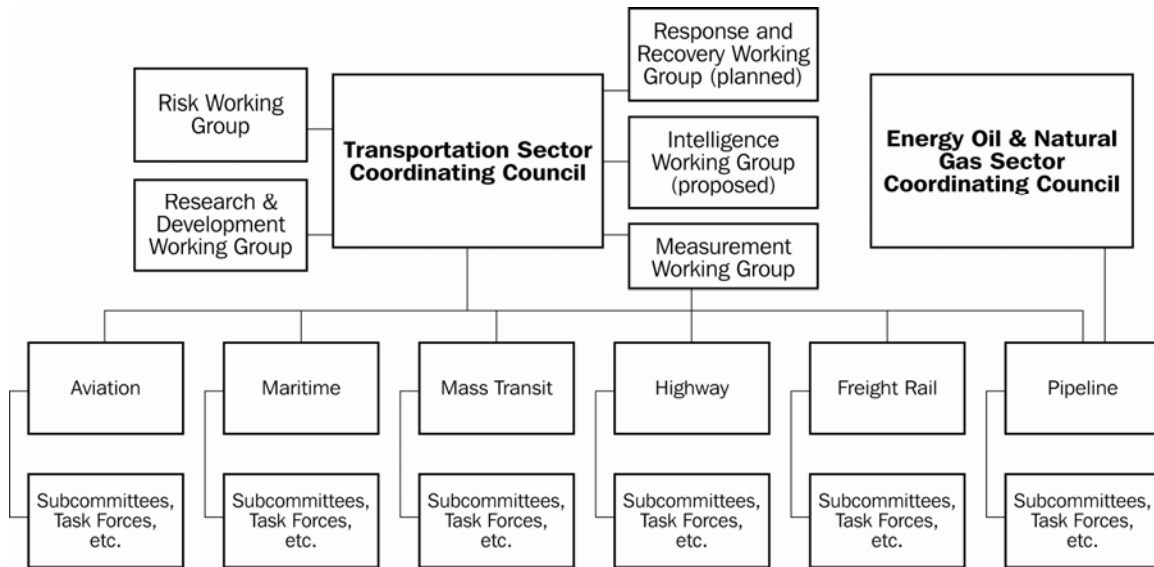 Response and
Recovery Working
Group (planned)
Risk Working
Group
Transportation Sector
Coordinating Council
Intelligence
Working Group
(proposed)
Energy Oil & Natural
Gas Sector
Coordinating Council
Research &
Development
Working Group
Measurement
Working Group
Aviation
Maritime
Mass Transit
Highway
Freight Rail
Pipeline
Subcommittees,
Task Forces,
etc.
Subcommittees,
Task Forces,
etc.
Subcommittees,
Task Forces,
etc.
Subcommittees,
Task Forces,
etc.
Subcommittees,
Task Forces,
etc.
Subcommittees,
Task Forces,
etc.